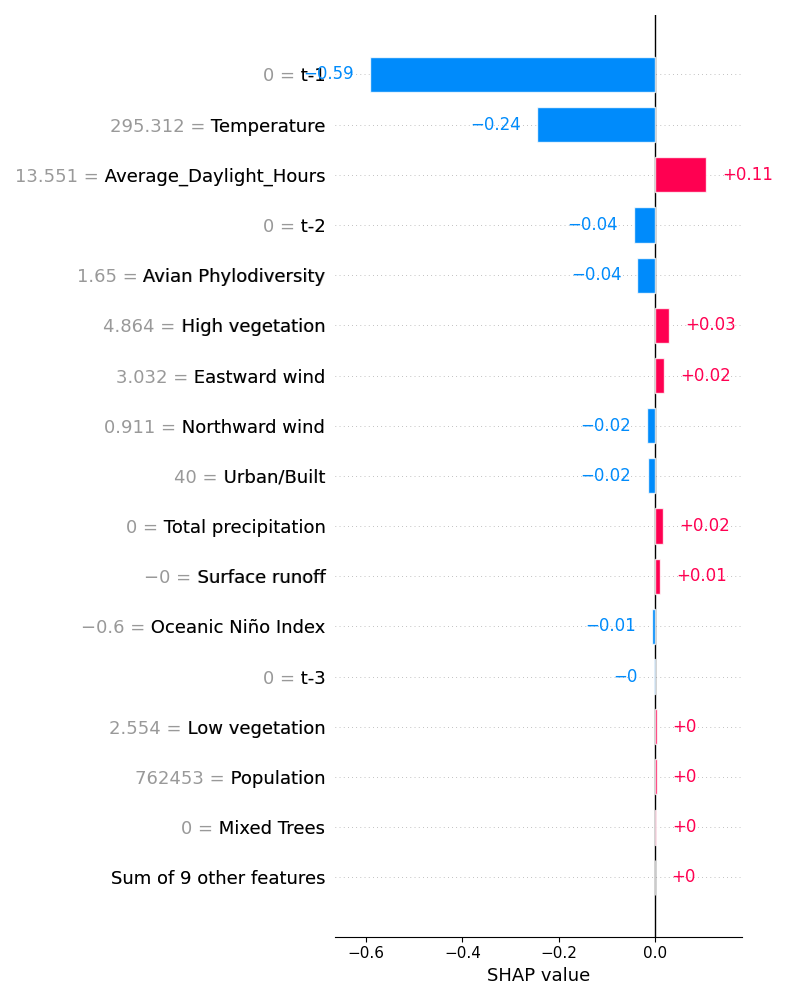 0 = t-1 −0.59
295.312 = Temperature −0.24
13.551 = Average_Daylight_Hours +0.11
0 = t-2 −0.04
1.65 = Avian Phylodiversity −0.04
4.864 = High vegetation +0.03
3.032 = Eastward wind +0.02
0.911 = Northward wind −0.02
40 = Urban/Built −0.02
0 = Total precipitation +0.02
−0 = Surface runoff +0.01
−0.6 = Oceanic Niño Index −0.01
0 = t-3 −0
2.554 = Low vegetation +0
762453 = Population +0
0 = Mixed Trees +0
Sum of 9 other features +0
−0.6 −0.4 −0.2 0.0
SHAP value